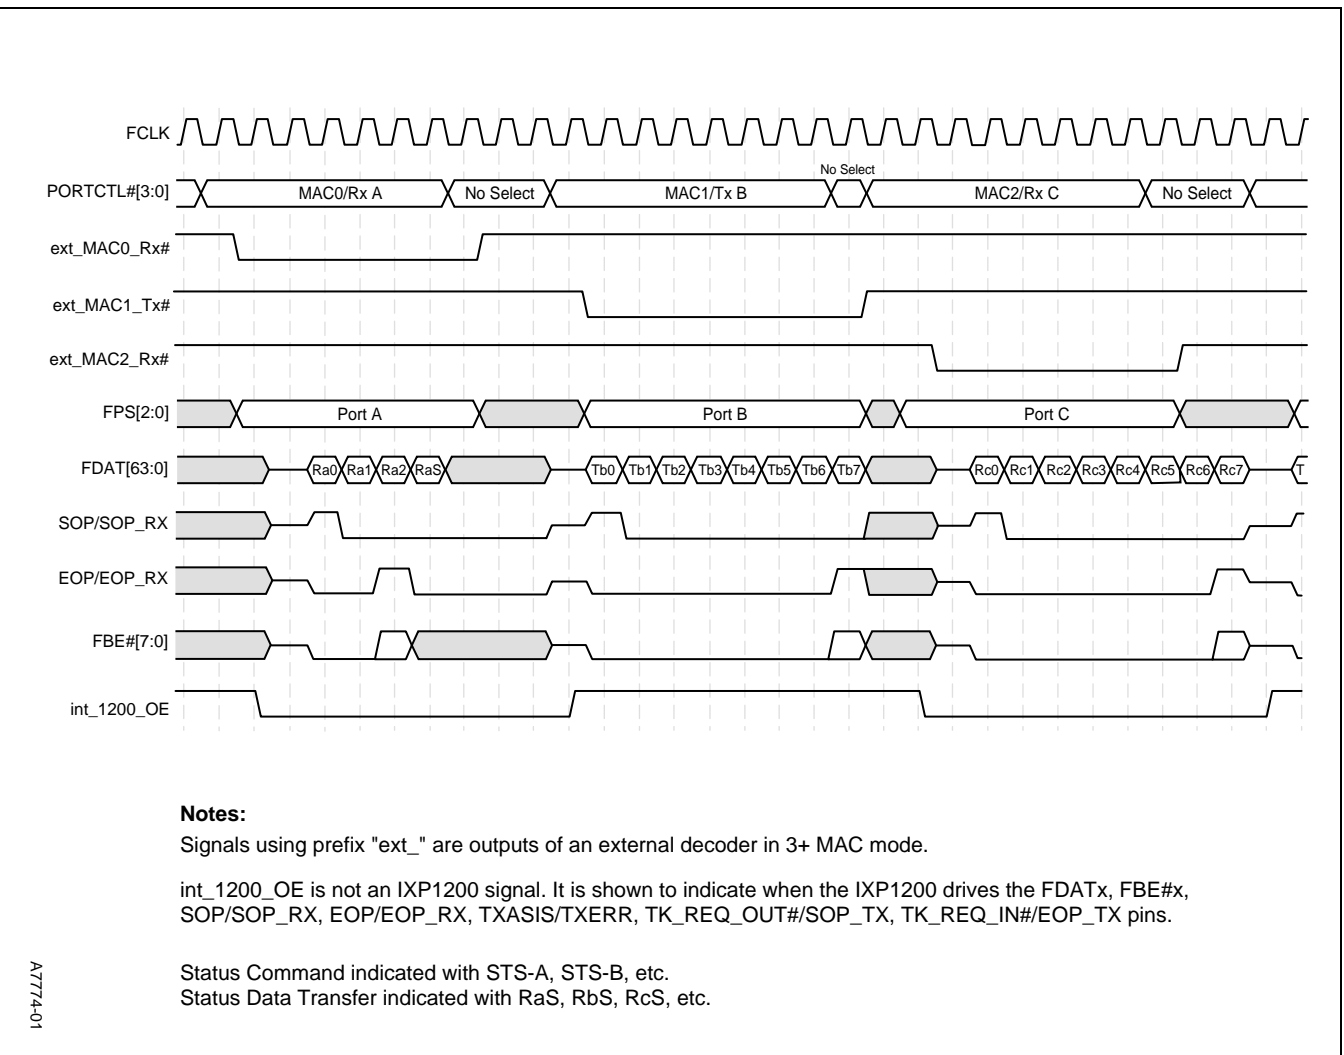 FCLK
No Select
PORTCTL#[3:0] MAC0/Rx A No Select MAC1/Tx B MAC2/Rx C No Select
ext_MAC0_Rx#
ext_MAC1_Tx#
ext_MAC2_Rx#
FPS[2:0] Port A Port B Port C
FDAT[63:0] Ra0 Ra1 Ra2 RaS Tb0 Tb1 Tb2 Tb3 Tb4 Tb5 Tb6 Tb7 Rc0 Rc1 Rc2 Rc3 Rc4 Rc5 Rc6 Rc7 T
SOP/SOP_RX
EOP/EOP_RX
FBE#[7:0]
int_1200_OE
Notes:
Signals using prefix "ext_" are outputs of an external decoder in 3+ MAC mode.
int_1200_OE is not an IXP1200 signal. It is shown to indicate when the IXP1200 drives the FDATx, FBE#x,
SOP/SOP_RX, EOP/EOP_RX, TXASIS/TXERR, TK_REQ_OUT#/SOP_TX, TK_REQ_IN#/EOP_TX pins.
Status Command indicated with STS-A, STS-B, etc.
Status Data Transfer indicated with RaS, RbS, RcS, etc.
A7774-01